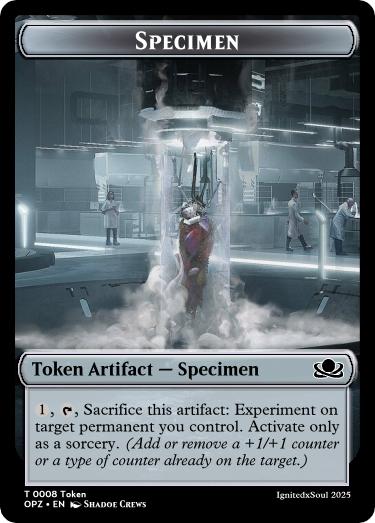 Specimen
Token Artifact — Specimen
1, T, Sacrifice this artifact: Experiment on
target permanent you control. Activate only
as a sorcery. (Add or remove a +1/+1 counter
or a type of counter already on the target.)
T 0008 Token
OPZ • EN Shadoe Crews
IgnitedxSoul 2025